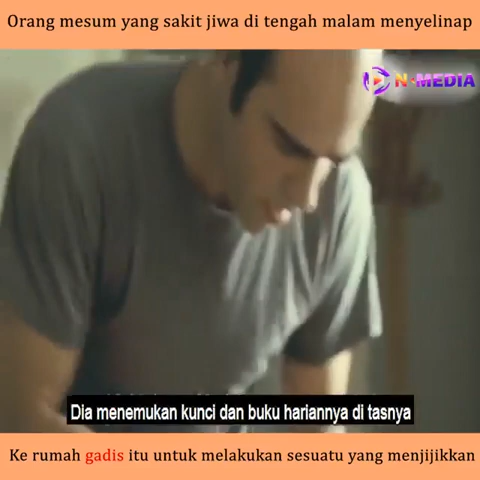 Orang mesum yang sakit jiwa di tengah malam menyelinap
N-MEDIA
Dia menemukan kunci dan buku hariannya di tasnya
Ke rumah gadis itu untuk melakukan sesuatu yang menjijikkan